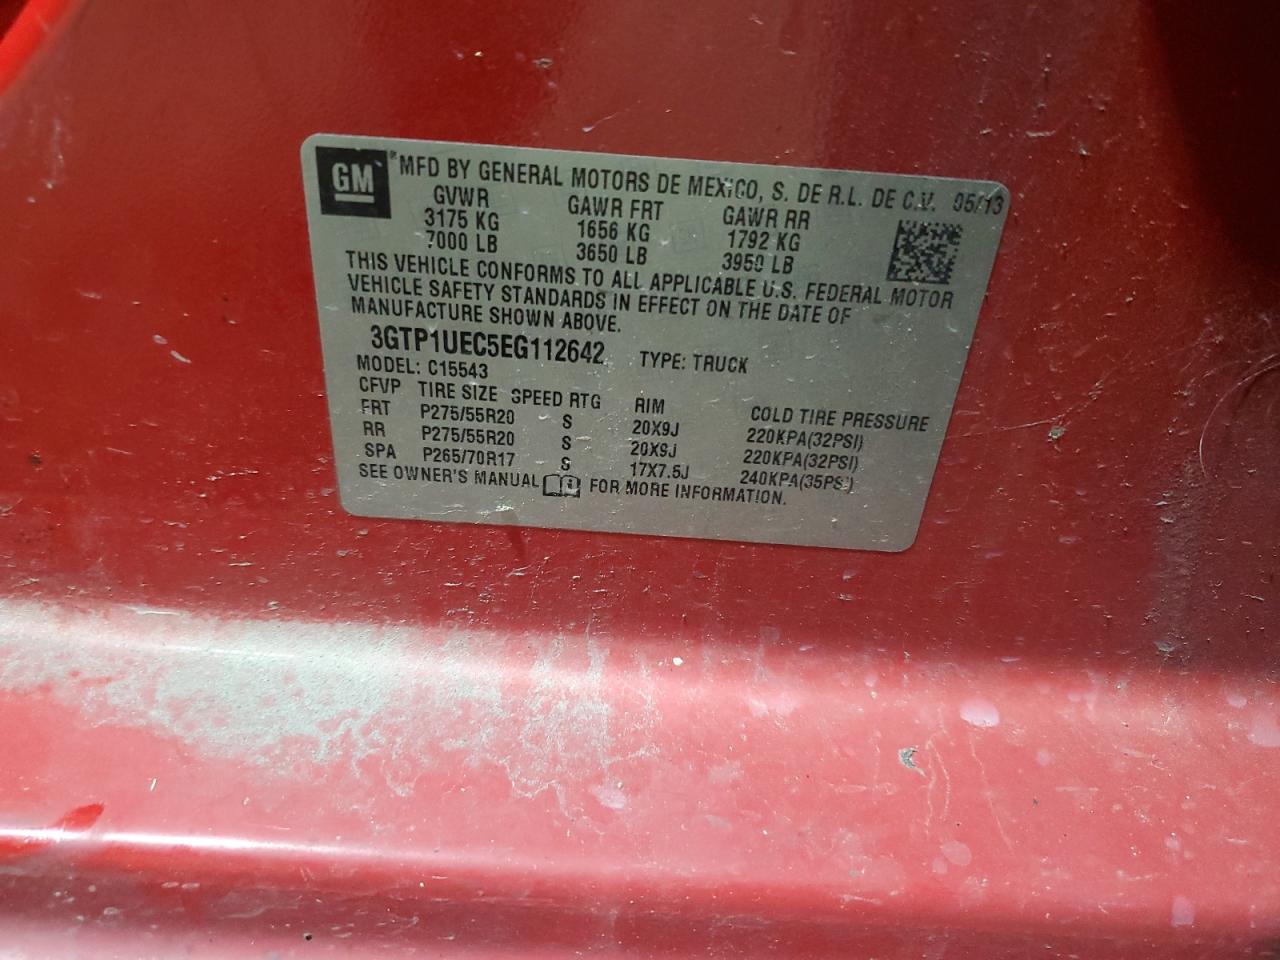 GM ® MFD BY GENERAL MOTORS DE MEXICO, S. DE R.L. DE C.V. 05/13
GVWR GAWR FRT GAWR RR
3175 KG 1656 KG 1792 KG
7000 LB 3650 LB 3950 LB
THIS VEHICLE CONFORMS TO ALL APPLICABLE U.S. FEDERAL MOTOR
VEHICLE SAFETY STANDARDS IN EFFECT ON THE DATE OF
MANUFACTURE SHOWN ABOVE.
3GTP1UEC5EG112642 TYPE: TRUCK
MODEL: C15543
CFVP TIRE SIZE SPEED RTG RIM COLD TIRE PRESSURE
FRT P275/55R20 S 20X9J 220KPA(32PSI)
RR P275/55R20 S 20X9J 220KPA(32PSI)
SPA P265/70R17 S 17X7.5J 240KPA(35PSI)
SEE OWNER'S MANUAL FOR MORE INFORMATION.